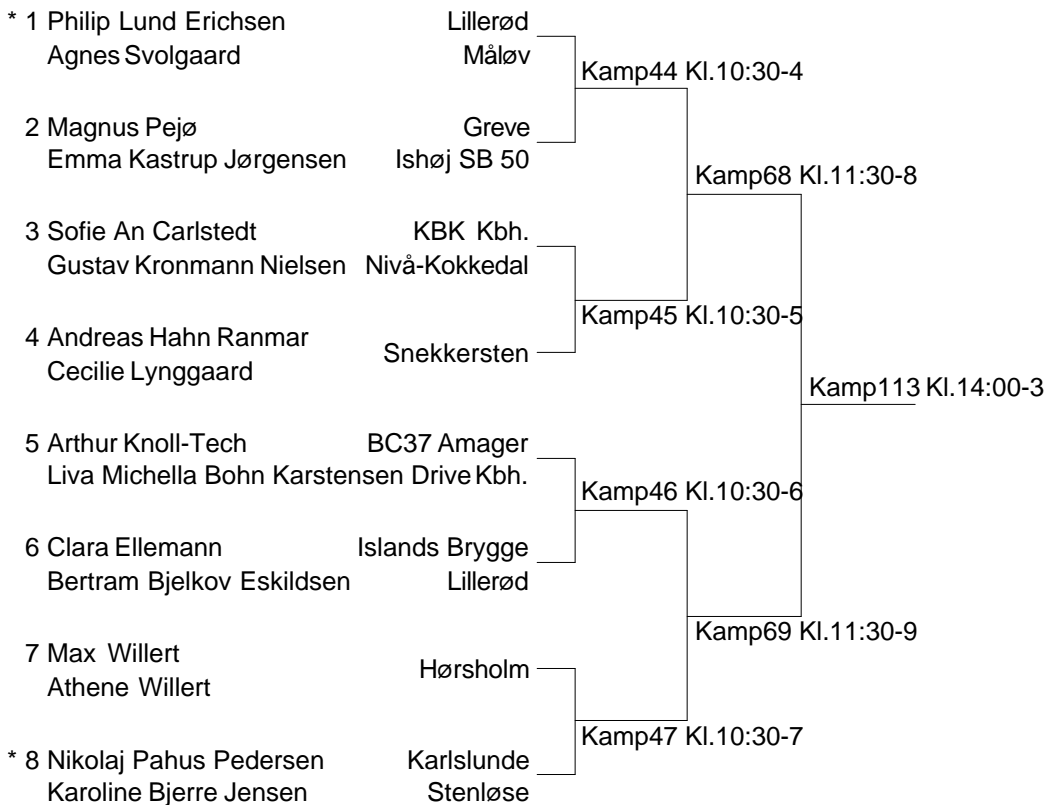 * 1 Philip Lund Erichsen Lillerød
Agnes Svolgaard Måløv
Kamp44 Kl.10:30-4
2 Magnus Pejø Greve
Emma Kastrup Jørgensen Ishøj SB 50
Kamp68 Kl.11:30-8
3 Sofie An Carlstedt KBK Kbh.
Gustav Kronmann Nielsen Nivå-Kokkedal
Kamp45 Kl.10:30-5
4 Andreas Hahn Ranmar
Snekkersten
Cecilie Lynggaard
Kamp113 Kl.14:00-3
5 Arthur Knoll-Tech BC37 Amager
Liva Michella Bohn Karstensen Drive Kbh.
Kamp46 Kl.10:30-6
6 Clara Ellemann Islands Brygge
Bertram Bjelkov Eskildsen Lillerød
Kamp69 Kl.11:30-9
7 Max Willert
Hørsholm
Athene Willert
Kamp47 Kl.10:30-7
* 8 Nikolaj Pahus Pedersen Karlslunde
Karoline Bjerre Jensen Stenløse